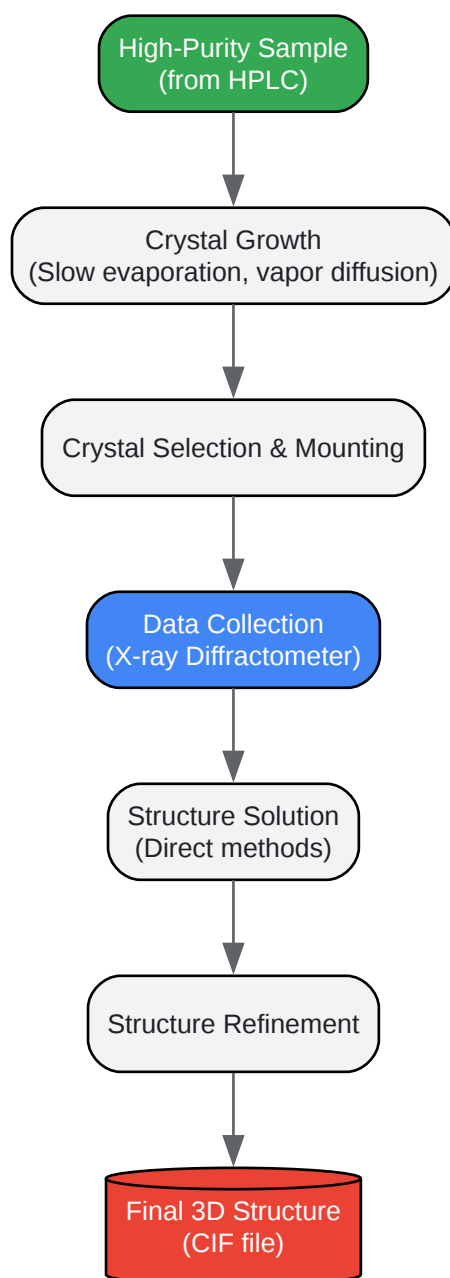 High-Purity Sample
(from HPLC)
Crystal Growth
(Slow evaporation, vapor diffusion)
Crystal Selection & Mounting
Data Collection
(X-ray Diffractometer)
Structure Solution
(Direct methods)
Structure Refinement
Final 3D Structure
(CIF file)